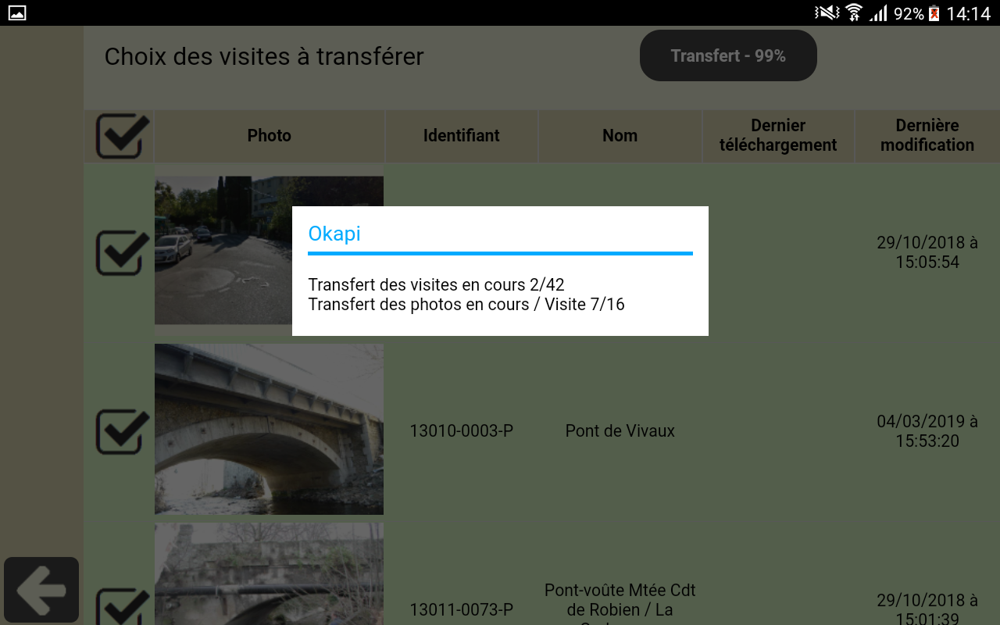 92% 14:14
Choix des visites à transférer
Transfert - 99%
Photo
Identifiant
Nom
Dernier
téléchargement
Dernière
modification
Okapi
Transfert des visites en cours 2/42
Transfert des photos en cours / Visite 7/16
29/10/2018 à
15:05:54
13010-0003-P
Pont de Vivaux
04/03/2019 à
15:53:20
13011-0073-P
Pont-voûte Mtée Cdt
de Robien / La
29/10/2018 à
15:01:39